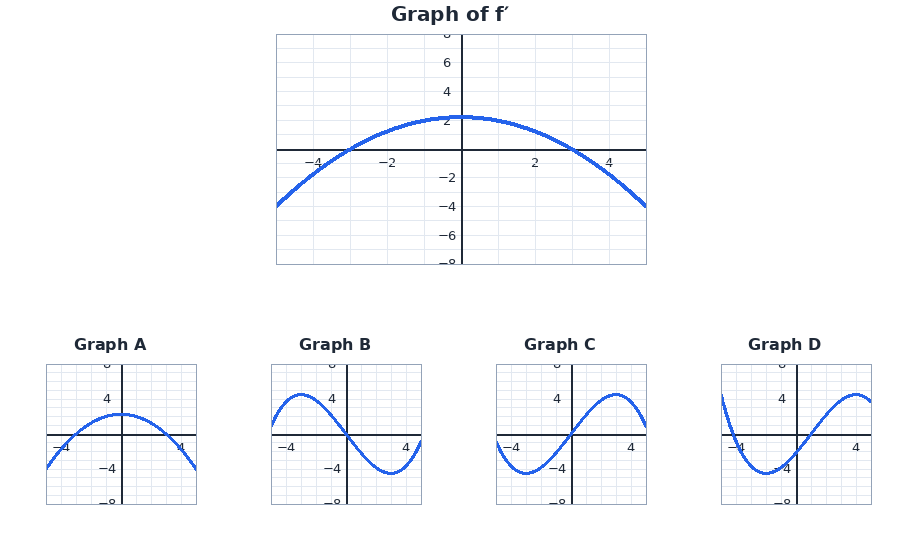 Graph of f′
8
6
4
2
−4 −2 2 4
−2
−4
−6
−8
Graph A Graph B Graph C Graph D
8 8 8 8
4 4 4 4
−4 4 −4 4 −4 4 −4 4
−4 −4 −4 −4
−8 −8 −8 −8